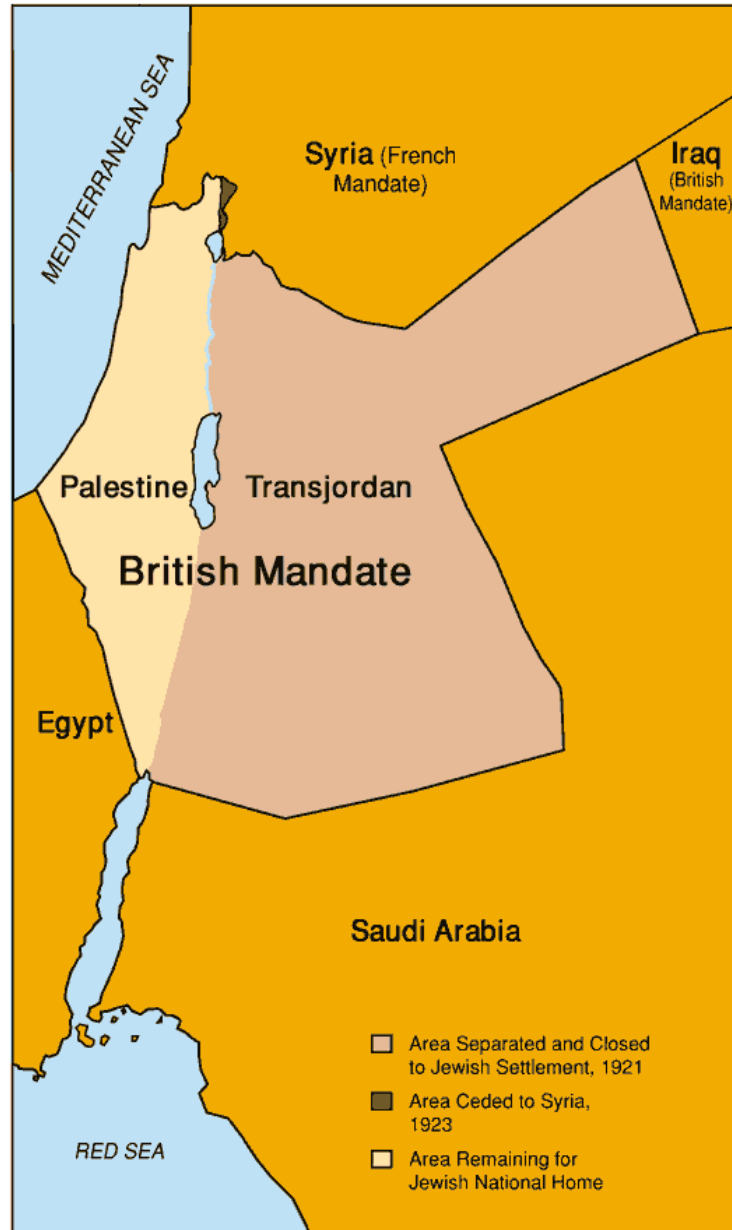 MEDITERRANEAN SEA
Syria (French
Mandate)
Iraq
(British
Mandate)
Palestine
Transjordan
British Mandate
Egypt
Saudi Arabia
RED SEA
Area Separated and Closed
to Jewish Settlement, 1921
Area Ceded to Syria,
1923
Area Remaining for
Jewish National Home